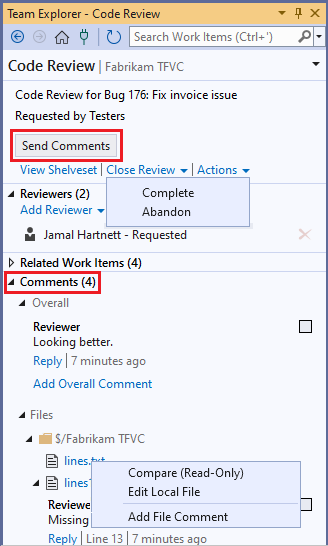 Team Explorer - Code Review
Search Work Items (Ctrl+')
Code Review | Fabrikam TFVC
Code Review for Bug 176: Fix invoice issue
Requested by Testers
Send Comments
View Shelveset | Close Review | Actions
Complete
Abandon
Reviewers (2)
Add Reviewer
Jamal Hartnett - Requested
Related Work Items (4)
Comments (4)
Overall
Reviewer
Looking better.
Reply | 7 minutes ago
Add Overall Comment
Files
$/Fabrikam TFVC
lines.txt
Compare (Read-Only)
lines
Edit Local File
Missing
Add File Comment
Reply | Line 13 | 7 minutes ago